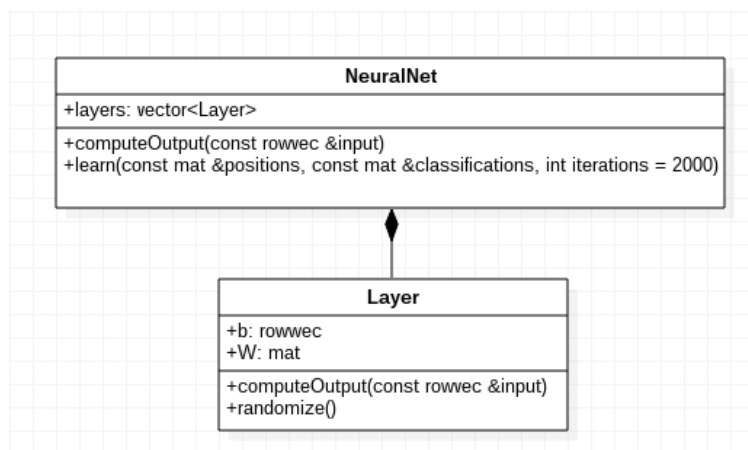 NeuralNet
+layers: vector<Layer>
+computeOutput(const rowvec &input)
+learn(const mat &positions, const mat &classifications, int iterations = 2000)
Layer
+b: rowvec
+W: mat
+computeOutput(const rowvec &input)
+randomize()